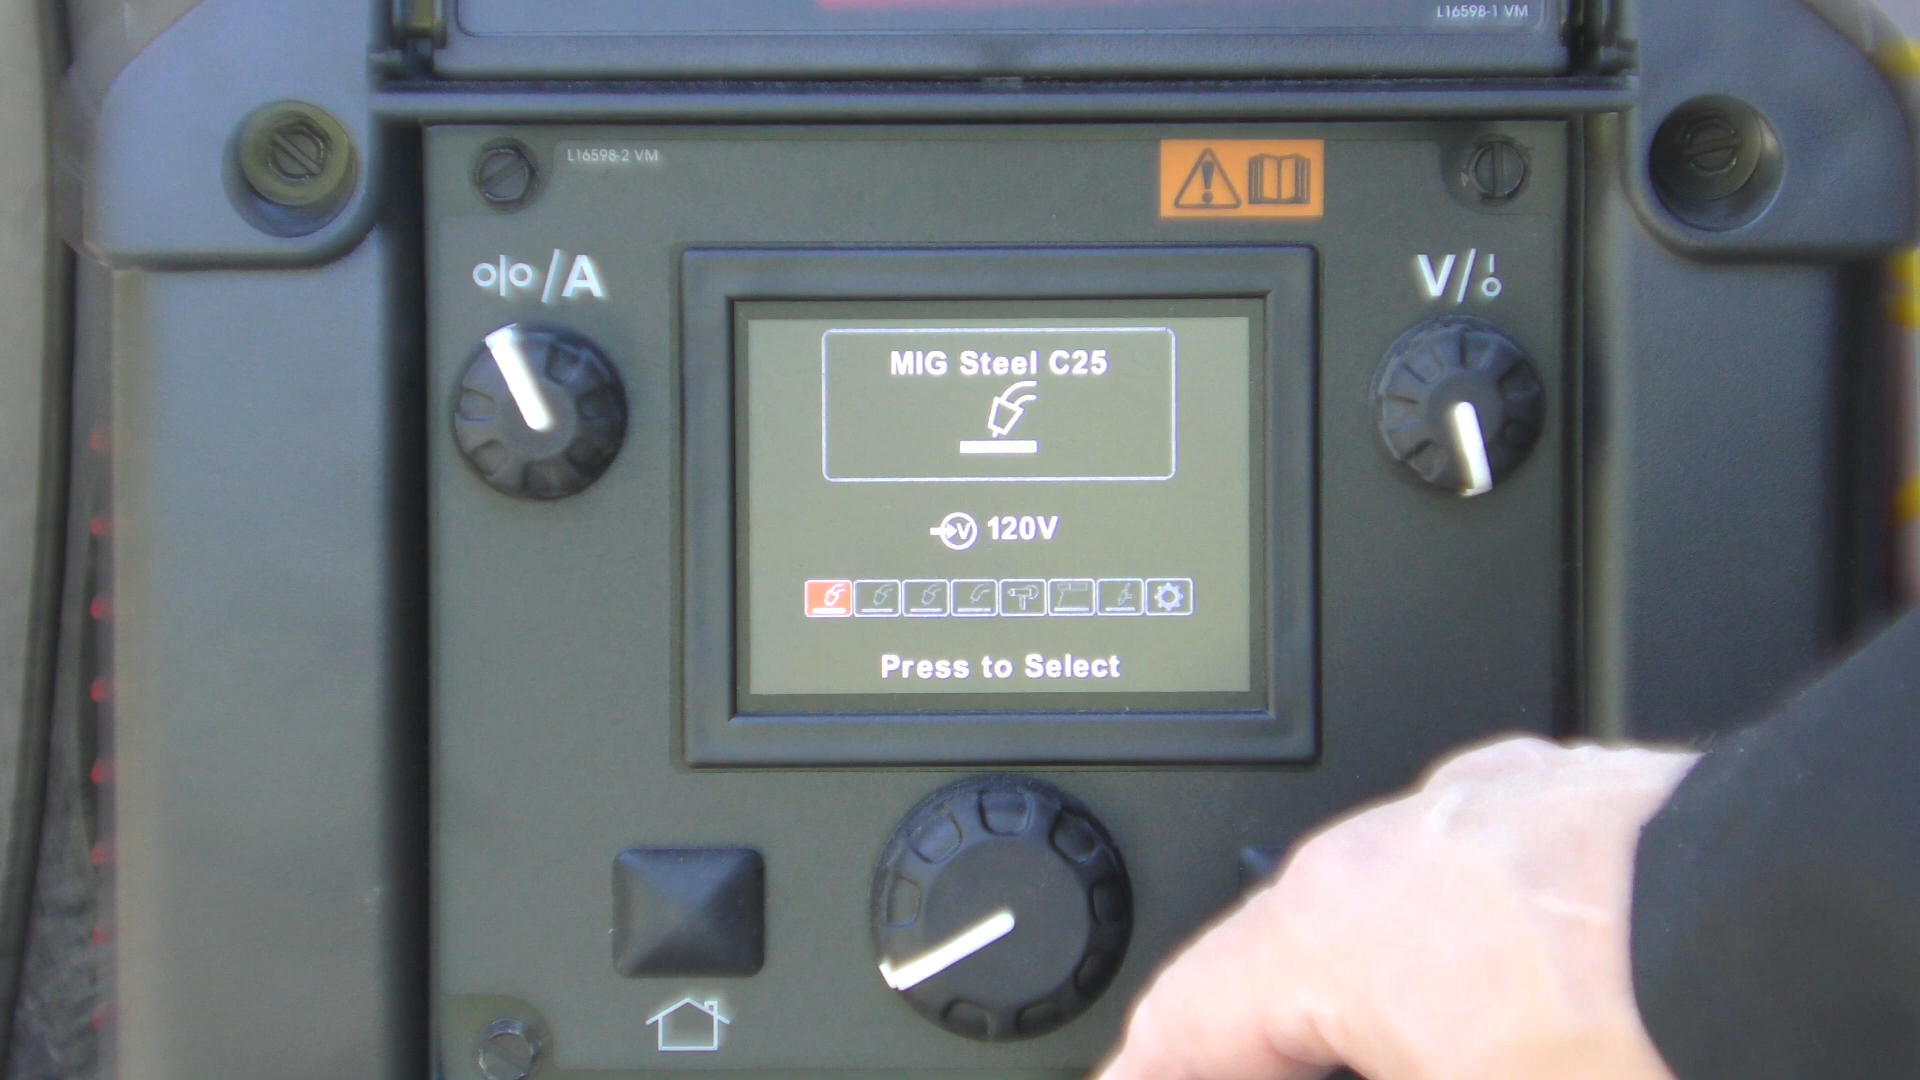 L16598-1 VM
L16598-2 VM
/A
V/
MIG Steel C25
V 120V
Press to Select